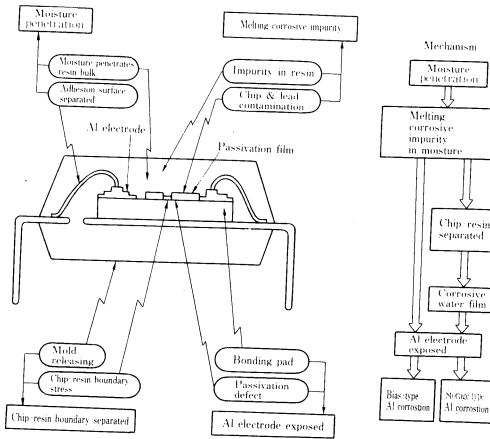 Moisture
penetration
Melting corrosive impurity
Moisture penetrates
resin bulk
Adhesion surface
separated
Impurity in resin
Chip & lead
contamination
Al electrode
Passivation film
Mold
releasing
Chip-resin boundary
stress
Chip-resin boundary separated
Bonding pad
Passivation
defect
Al electrode exposed
Mechanism
Moisture
penetration
Melting
corrosive
impurity
in moisture
Chip-resin
separated
Corrosive
water film
Al electrode
exposed
Bias-type
Al corrostion
Storage type
Al corrostion